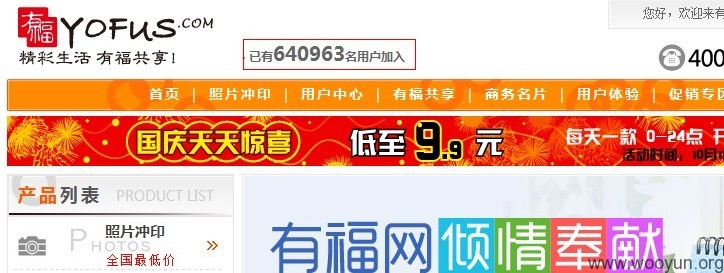 您好，欢迎来有
有福 YOFUS.COM
精彩生活 有福共享!
已有640963名用户加入
400
首页 | 照片冲印 | 用户中心 | 有福共享 | 商务名片 | 用户体验 | 促销专区
国庆天天惊喜 低至 9.9 元 每天一款 0-24点
活动时间：10月
产品列表 PRODUCT LIST
照片冲印
PHOTOS
全国最低价
有福网倾情奉献
www.wooyun.org